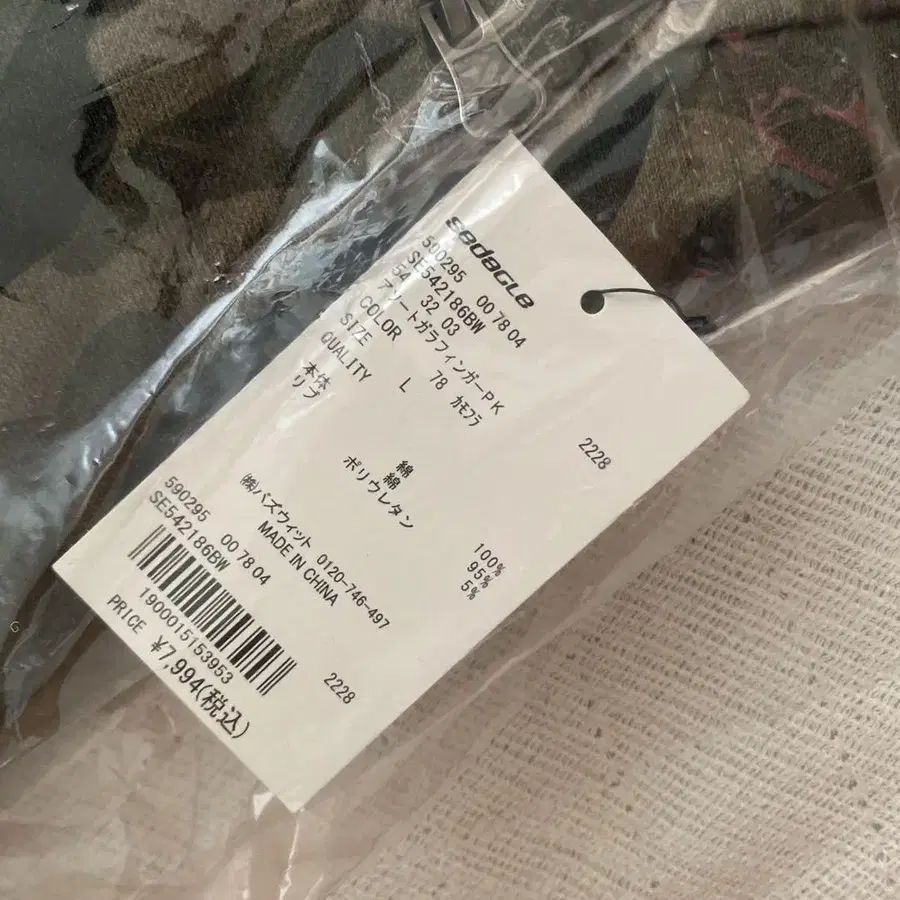 sedaGLe
590295 00 78 04
SE542186BW
54 32 03
アソートガラフィンガーPK
COLOR 78 ｶﾓﾌﾗ
SIZE L
QUALITY
2228
本体 綿 100%
リブ 綿 95%
ポリウレタン 5%
㈱バズウィット 0120-746-497
MADE IN CHINA
590295 00 78 04
SE542186BW
1900015153953
2228
PRICE ¥7,994(税込)